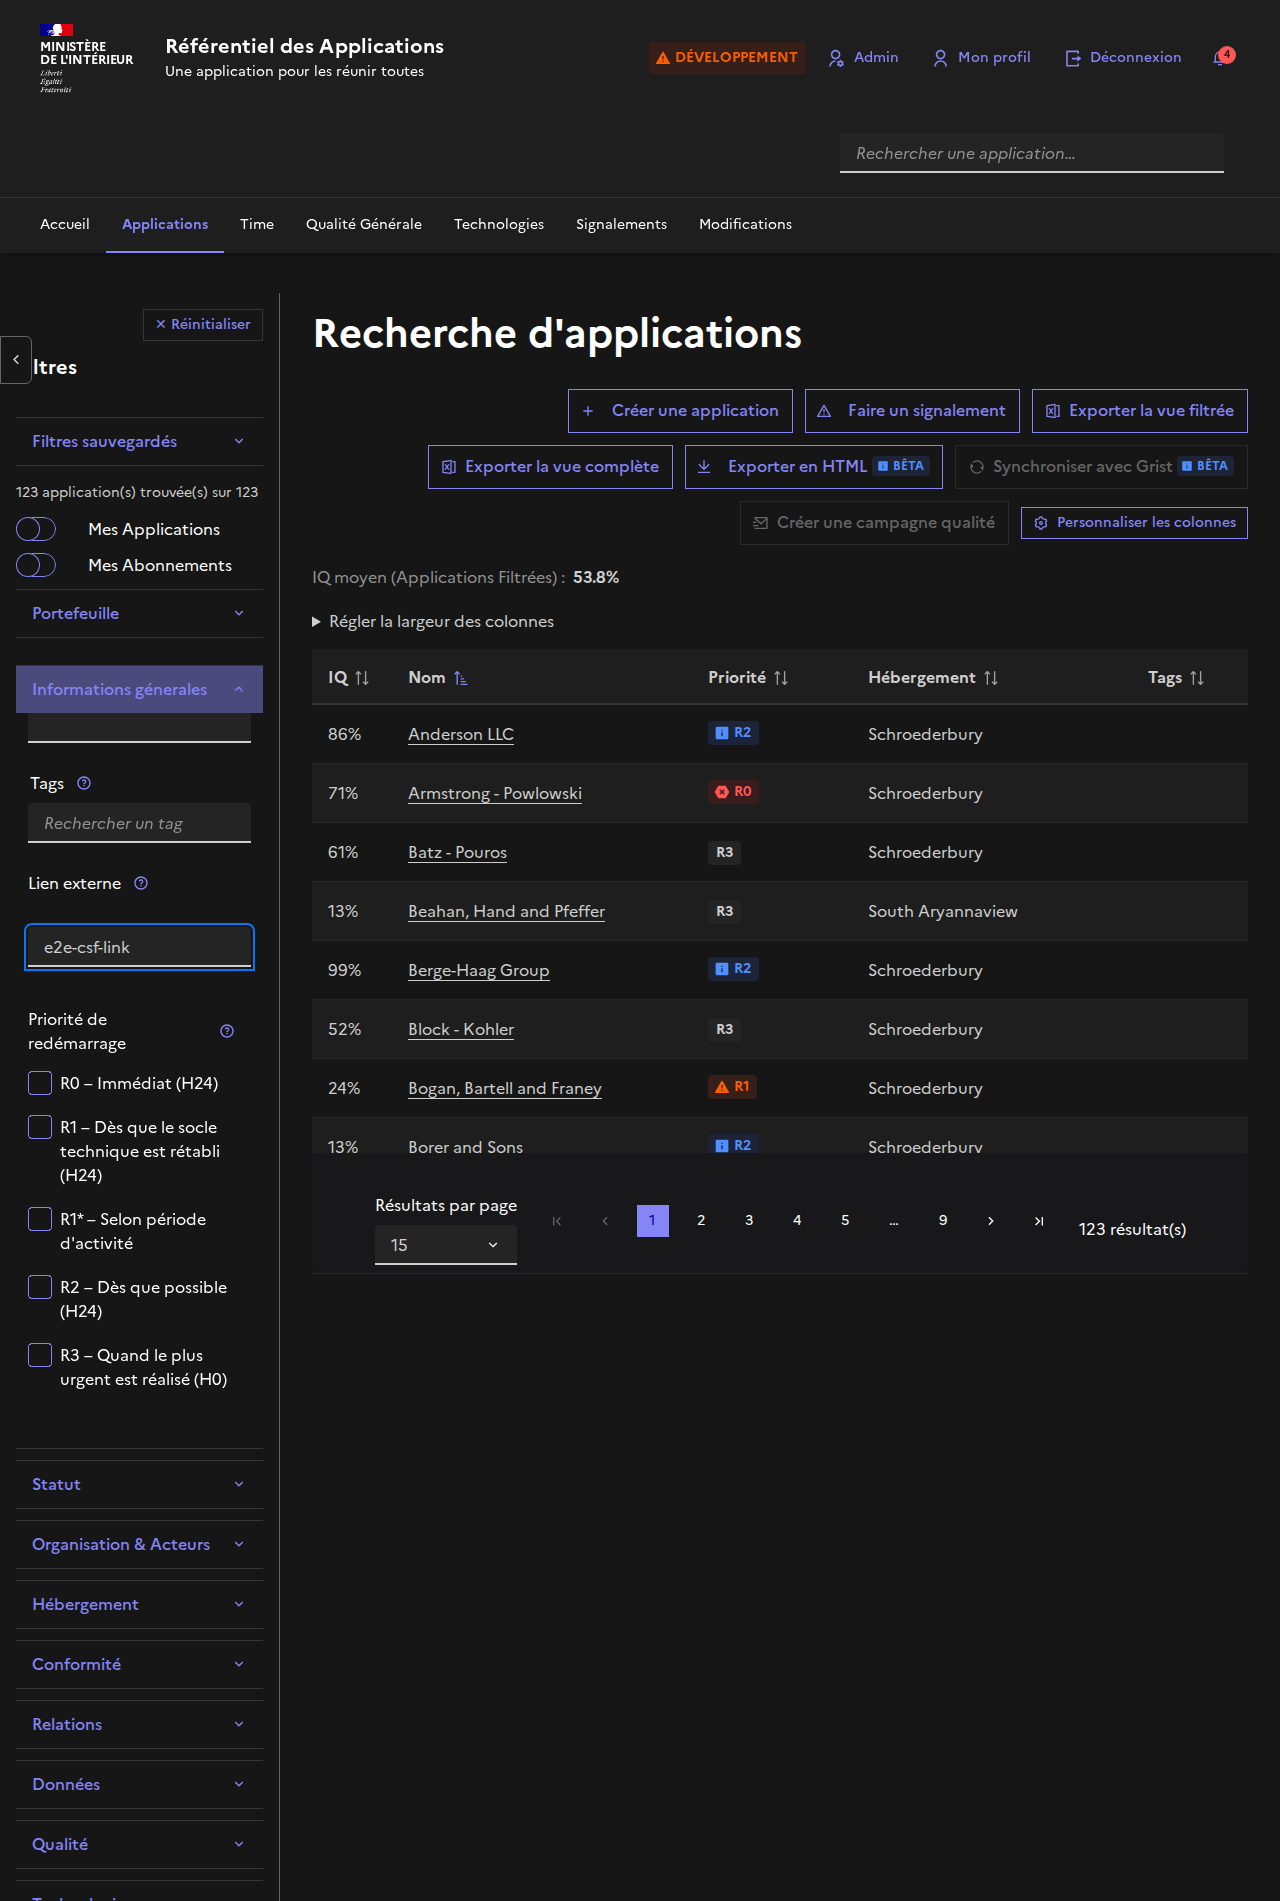 MINISTÈRE
DE L'INTÉRIEUR
Liberté
Égalité
Fraternité
Référentiel des Applications
Une application pour les réunir toutes
DÉVELOPPEMENT
Admin
Mon profil
Déconnexion
4
Rechercher une application...
Accueil
Applications
Time
Qualité Générale
Technologies
Signalements
Modifications
✕ Réinitialiser
ltres
Filtres sauvegardés
123 application(s) trouvée(s) sur 123
Mes Applications
Mes Abonnements
Portefeuille
Informations génerales
Tags
Rechercher un tag
Lien externe
e2e-csf-link
Priorité de
redémarrage
R0 – Immédiat (H24)
R1 – Dès que le socle
technique est rétabli
(H24)
R1* – Selon période
d'activité
R2 – Dès que possible
(H24)
R3 – Quand le plus
urgent est réalisé (H0)
Statut
Organisation & Acteurs
Hébergement
Conformité
Relations
Données
Qualité
Recherche d'applications
Créer une application
Faire un signalement
Exporter la vue filtrée
Exporter la vue complète
Exporter en HTML BÊTA
Synchroniser avec Grist BÊTA
Créer une campagne qualité
Personnaliser les colonnes
IQ moyen (Applications Filtrées) : 53.8%
Régler la largeur des colonnes
IQ Nom Priorité Hébergement Tags
86% Anderson LLC R2 Schroederbury
71% Armstrong - Powlowski R0 Schroederbury
61% Batz - Pouros R3 Schroederbury
13% Beahan, Hand and Pfeffer R3 South Aryannaview
99% Berge-Haag Group R2 Schroederbury
52% Block - Kohler R3 Schroederbury
24% Bogan, Bartell and Franey R1 Schroederbury
13% Borer and Sons R2 Schroederbury
Résultats par page
15
1 2 3 4 5 … 9
123 résultat(s)